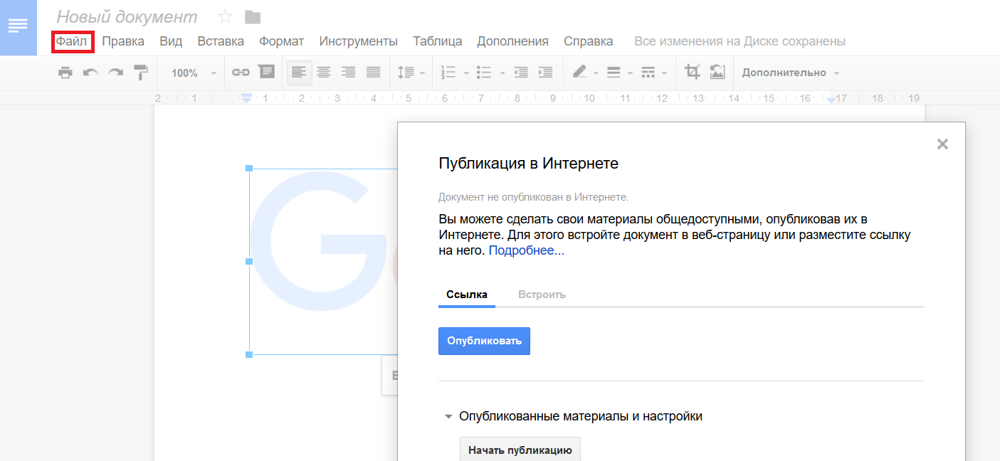 Новый документ
Файл Правка Вид Вставка Формат Инструменты Таблица Дополнения Справка Все изменения на Диске сохранены
100% Дополнительно
2 1 1 2 3 4 5 6 7 8 9 10 11 12 13 14 15 16 17 18 19
Публикация в Интернете
Документ не опубликован в Интернете.
Вы можете сделать свои материалы общедоступными, опубликовав их в
Интернете. Для этого встройте документ в веб-страницу или разместите ссылку
на него. Подробнее...
Ссылка Встроить
Опубликовать
Опубликованные материалы и настройки
Начать публикацию